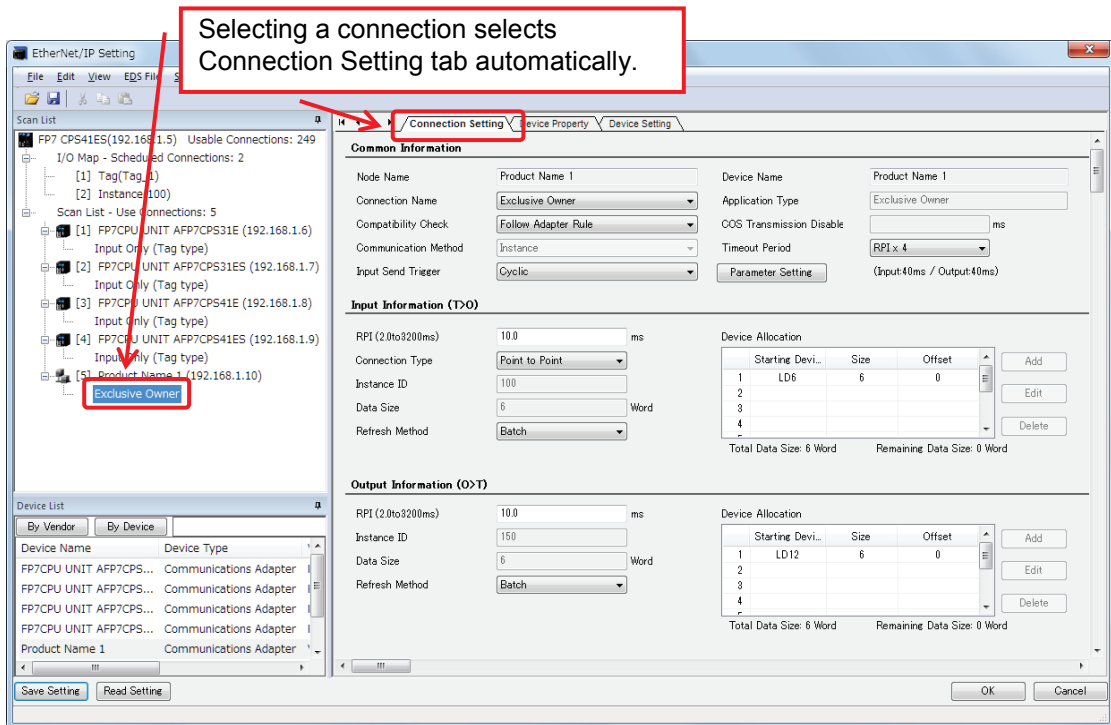 Selecting a connection selects
Connection Setting tab automatically.
EtherNet/IP Setting
File Edit View EDS File
Scan List
FP7 CPS41ES(192.168.1.5) Usable Connections: 249
I/O Map - Scheduled Connections: 2
[1] Tag(Tag_1)
[2] Instance(100)
Scan List - Use Connections: 5
[1] FP7CPU UNIT AFP7CPS31E (192.168.1.6)
Input Only (Tag type)
[2] FP7CPU UNIT AFP7CPS31ES (192.168.1.7)
Input Only (Tag type)
[3] FP7CPU UNIT AFP7CPS41E (192.168.1.8)
Input Only (Tag type)
[4] FP7CPU UNIT AFP7CPS41ES (192.168.1.9)
Input Only (Tag type)
[5] Product Name 1 (192.168.1.10)
Exclusive Owner
Device List
By Vendor By Device
Device Name Device Type
FP7CPU UNIT AFP7CPS... Communications Adapter
FP7CPU UNIT AFP7CPS... Communications Adapter
FP7CPU UNIT AFP7CPS... Communications Adapter
FP7CPU UNIT AFP7CPS... Communications Adapter
Product Name 1 Communications Adapter
Save Setting Read Setting
Connection Setting Device Property Device Setting
Common Information
Node Name Product Name 1 Device Name Product Name 1
Connection Name Exclusive Owner Application Type Exclusive Owner
Compatibility Check Follow Adapter Rule COS Transmission Disable ms
Communication Method Instance Timeout Period RPI x 4
Input Send Trigger Cyclic Parameter Setting (Input:40ms / Output:40ms)
Input Information (T>O)
RPI (2.0to3200ms) 10.0 ms Device Allocation
Connection Type Point to Point Starting Devi... Size Offset Add
1 LD6 6 0
Instance ID 100
2 Edit
Data Size 6 Word 3
4 Delete
Refresh Method Batch
Total Data Size: 6 Word Remaining Data Size: 0 Word
Output Information (O>T)
RPI (2.0to3200ms) 10.0 ms Device Allocation
Instance ID 150 Starting Devi... Size Offset Add
1 LD12 6 0
Data Size 6 Word
2 Edit
Refresh Method Batch 3
4 Delete
Total Data Size: 6 Word Remaining Data Size: 0 Word
OK Cancel